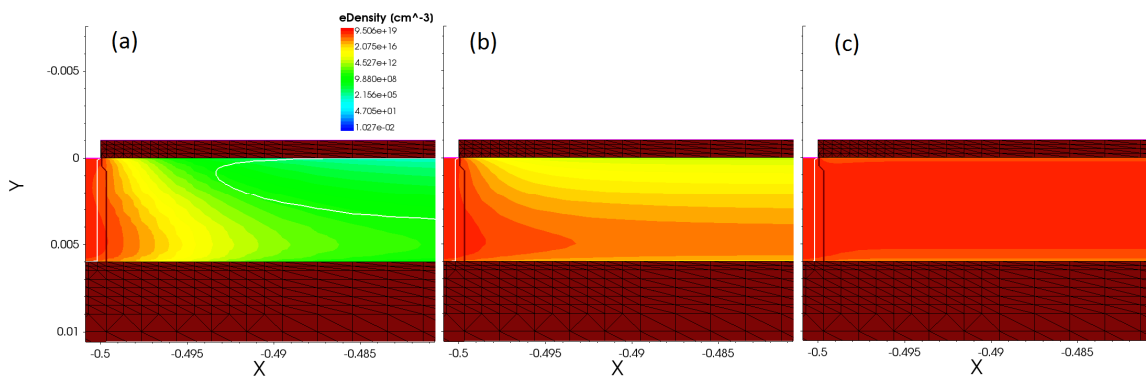 (a)
eDensity [cm^-3]
9.506e+19
2.075e+16
4.527e+12
9.880e+08
2.156e+05
4.705e+01
1.027e-02
(b)
(c)
-0.005
0
0.005
0.01
Y
-0.5 -0.495 -0.49 -0.485
X
-0.5 -0.495 -0.49 -0.485
X
-0.5 -0.495 -0.49 -0.485
X